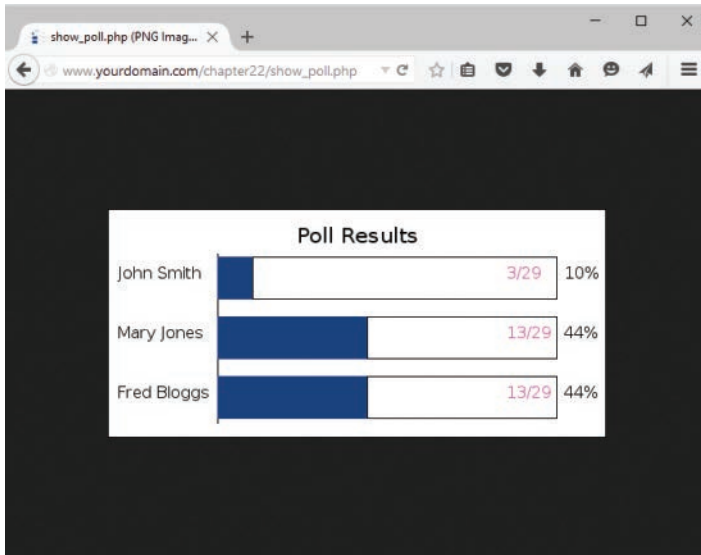 show_poll.php (PNG Imag...
www.yourdomain.com/chapter22/show_poll.php
Poll Results
John Smith 3/29 10%
Mary Jones 13/29 44%
Fred Bloggs 13/29 44%